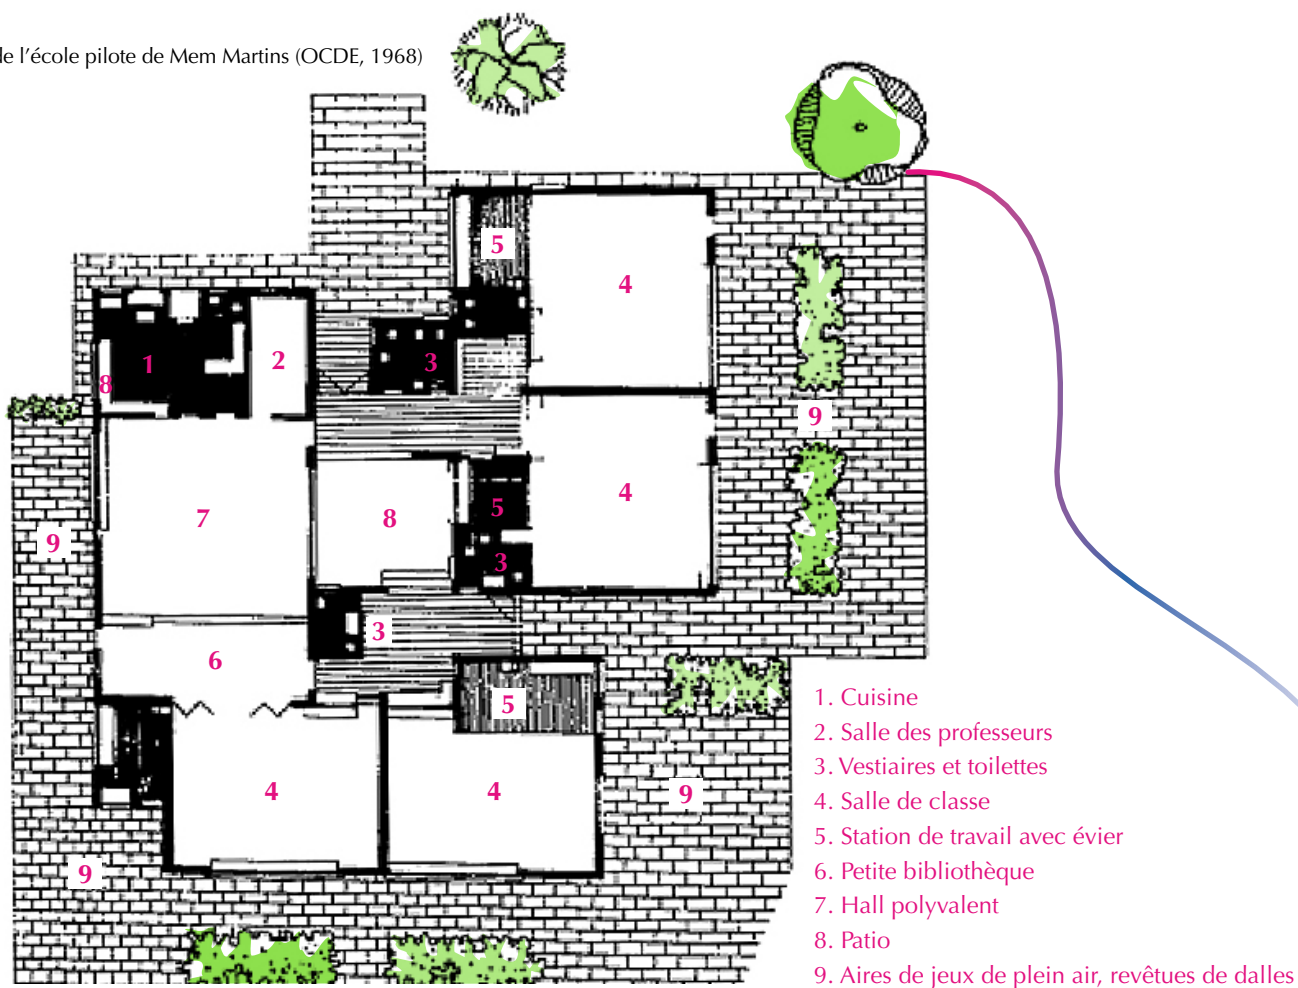 de l'école pilote de Mem Martins (OCDE, 1968)
5
4
1
2
3
8
9
4
7
8
5
9
3
3
6
5
4
4
9
9
1. Cuisine
2. Salle des professeurs
3. Vestiaires et toilettes
4. Salle de classe
5. Station de travail avec évier
6. Petite bibliothèque
7. Hall polyvalent
8. Patio
9. Aires de jeux de plein air, revêtues de dalles